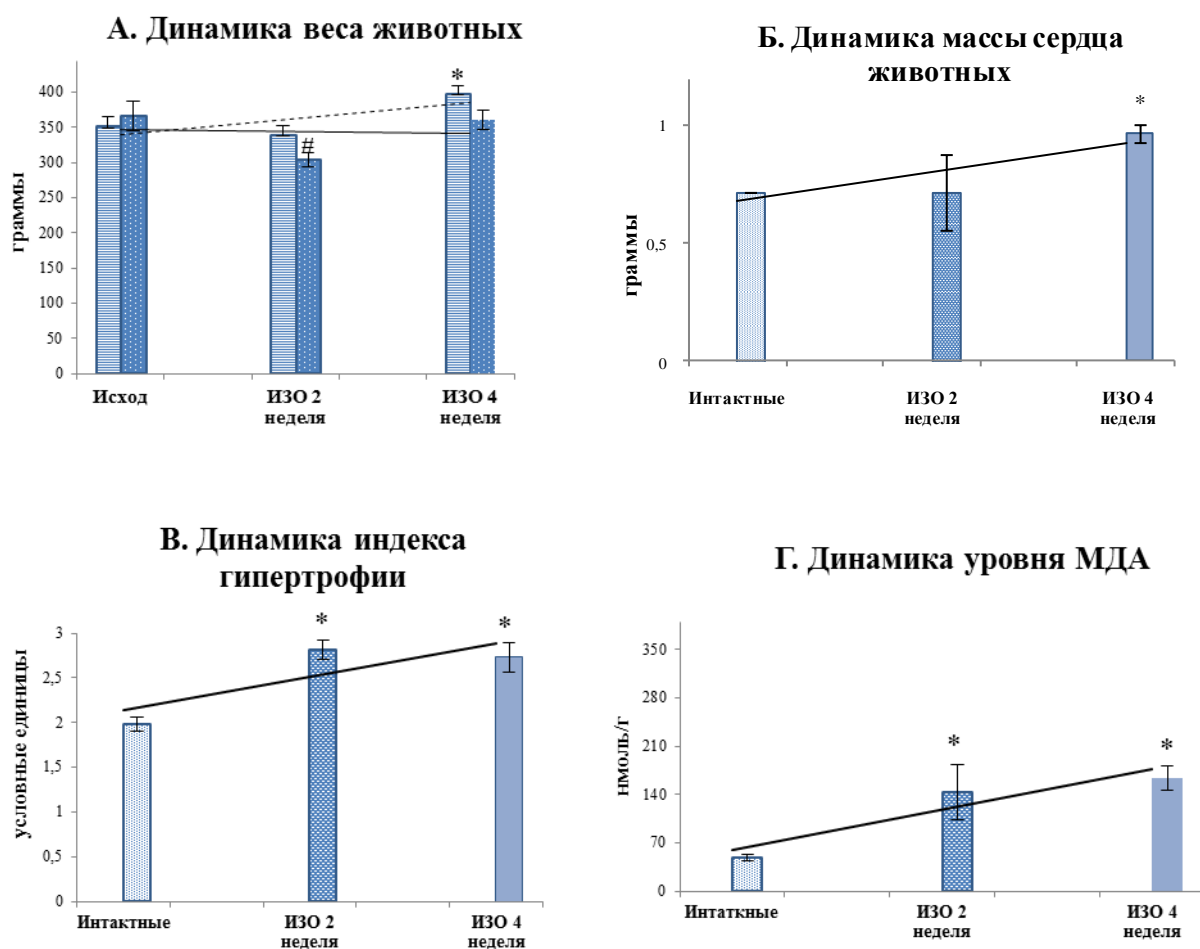 А. Динамика веса животных
граммы
400
350
300
250
200
150
100
50
0
*
#
Исход
ИЗО 2
неделя
ИЗО 4
неделя
Б. Динамика массы сердца
животных
граммы
1
0,5
0
*
Интактные
ИЗО 2
неделя
ИЗО 4
неделя
В. Динамика индекса
гипертрофии
условные единицы
3
2,5
2
1,5
1
0,5
0
*
*
Интактные
ИЗО 2
неделя
ИЗО 4
неделя
Г. Динамика уровня МДА
нмоль/г
350
280
210
140
70
0
*
*
Интаткные
ИЗО 2
неделя
ИЗО 4
неделя